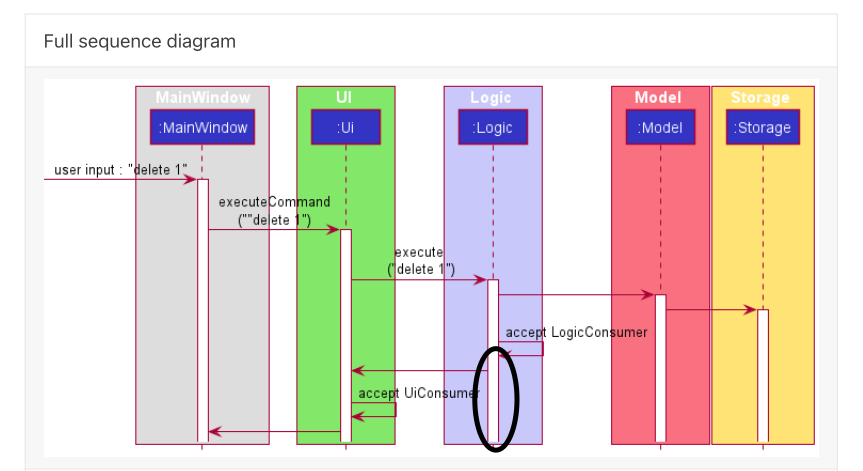 Full sequence diagram
MainWindow
UI
Logic
Model
Storage
:MainWindow
:Ui
:Logic
:Model
:Storage
user input : "delete 1"
executeCommand
(""delete 1")
execute
("delete 1")
accept LogicConsumer
accept UiConsumer